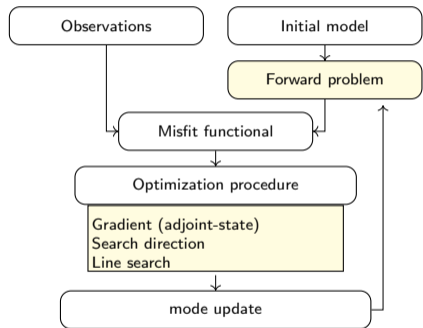 Observations
Initial model
Forward problem
Misfit functional
Optimization procedure
Gradient (adjoint-state)
Search direction
Line search
mode update